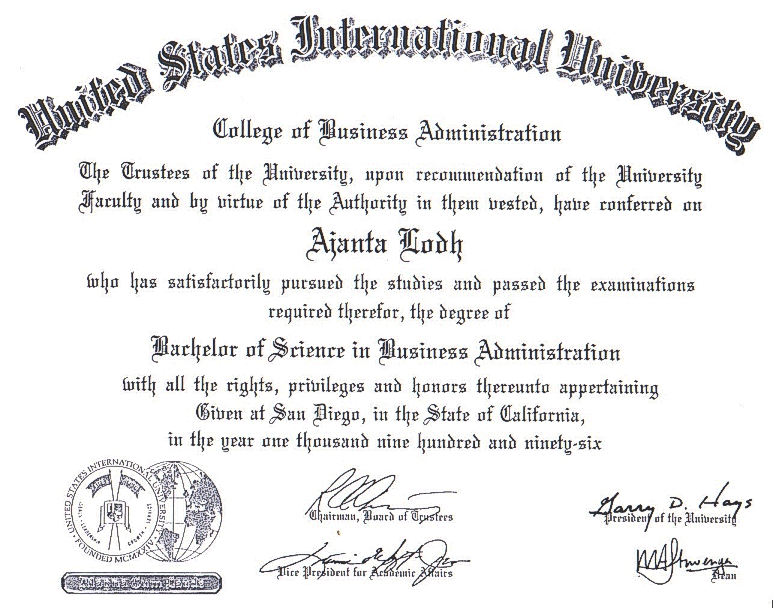 United States International University
College of Business Administration
The Trustees of the University, upon recommendation of the University
Faculty and by virtue of the Authority in them vested, have conferred on
Ajanta Lodh
who has satisfactorily pursued the studies and passed the examinations
required therefor, the degree of
Bachelor of Science in Business Administration
with all the rights, privileges and honors thereunto appertaining
Given at San Diego, in the State of California,
in the year one thousand nine hundred and ninety-six
UNITED STATES INTERNATIONAL UNIVERSITY
FOUNDED MCMXXIV
Chairman, Board of Trustees
Garry D. Hays
President of the University
Vice President for Academic Affairs
Dean